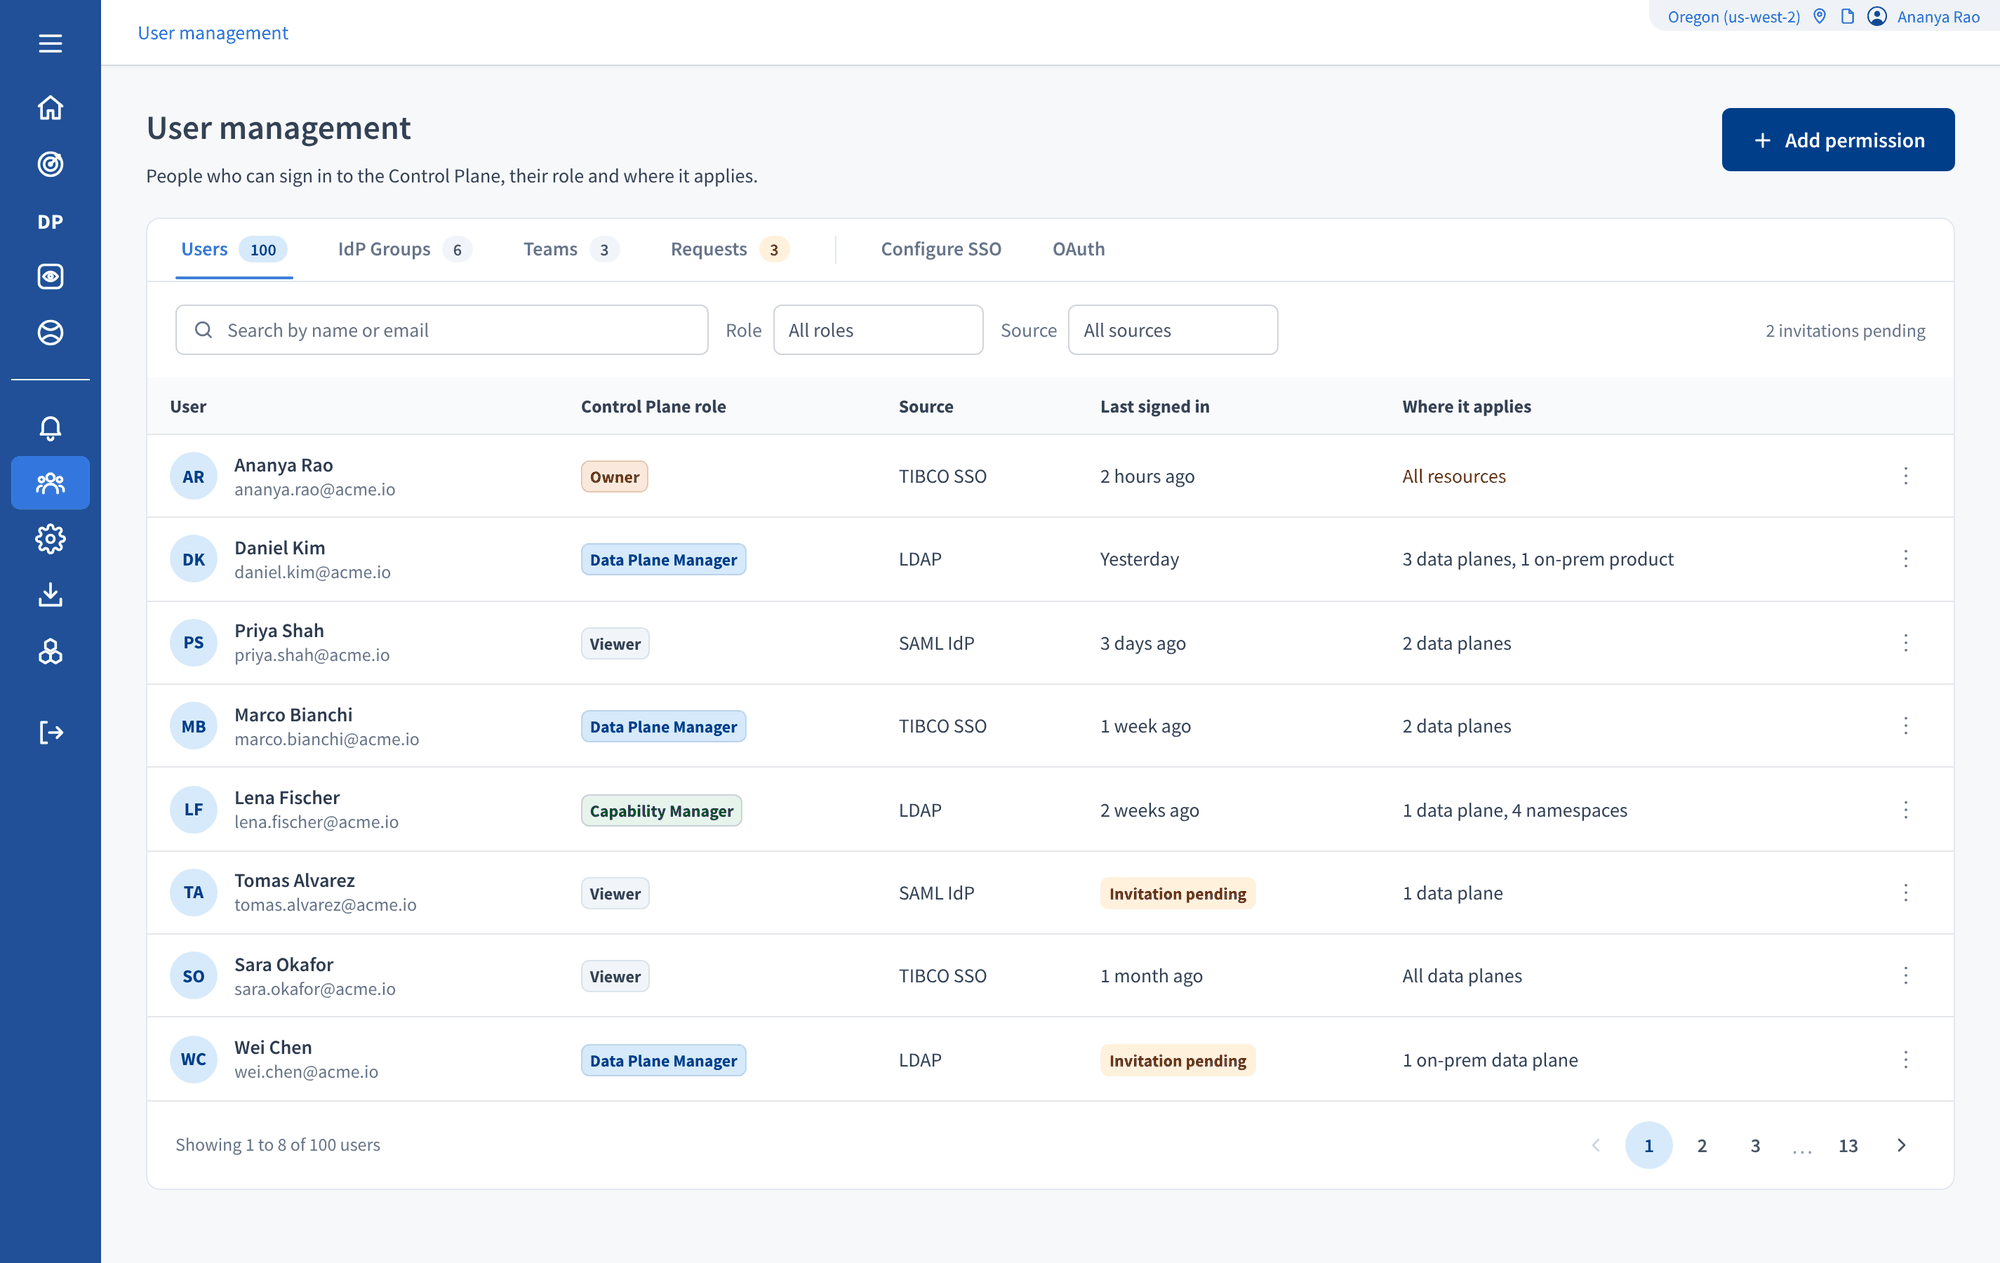 User management
Oregon (us-west-2) Ananya Rao
DP
User management
+ Add permission
People who can sign in to the Control Plane, their role and where it applies.
Users 100 IdP Groups 6 Teams 3 Requests 3 Configure SSO OAuth
Search by name or email Role All roles Source All sources 2 invitations pending
User Control Plane role Source Last signed in Where it applies
AR Ananya Rao Owner TIBCO SSO 2 hours ago All resources
ananya.rao@acme.io
DK Daniel Kim Data Plane Manager LDAP Yesterday 3 data planes, 1 on-prem product
daniel.kim@acme.io
PS Priya Shah Viewer SAML IdP 3 days ago 2 data planes
priya.shah@acme.io
MB Marco Bianchi Data Plane Manager TIBCO SSO 1 week ago 2 data planes
marco.bianchi@acme.io
LF Lena Fischer Capability Manager LDAP 2 weeks ago 1 data plane, 4 namespaces
lena.fischer@acme.io
TA Tomas Alvarez Viewer SAML IdP Invitation pending 1 data plane
tomas.alvarez@acme.io
SO Sara Okafor Viewer TIBCO SSO 1 month ago All data planes
sara.okafor@acme.io
WC Wei Chen Data Plane Manager LDAP Invitation pending 1 on-prem data plane
wei.chen@acme.io
Showing 1 to 8 of 100 users 1 2 3 ... 13